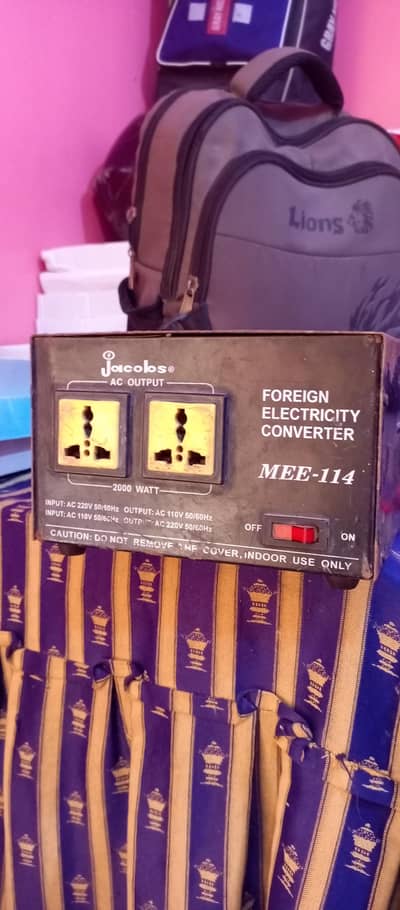 GRAY NI
Lions
Jacobs®
AC OUTPUT
2000 WATT
FOREIGN
ELECTRICITY
CONVERTER
MEE-114
INPUT: AC 220V 50/60Hz OUTPUT: AC 110V 50/60Hz
INPUT: AC 110V 50/60Hz OUTPUT: AC 220V 50/60Hz
OFF
ON
CAUTION: DO NOT REMOVE THE COVER, INDOOR USE ONLY